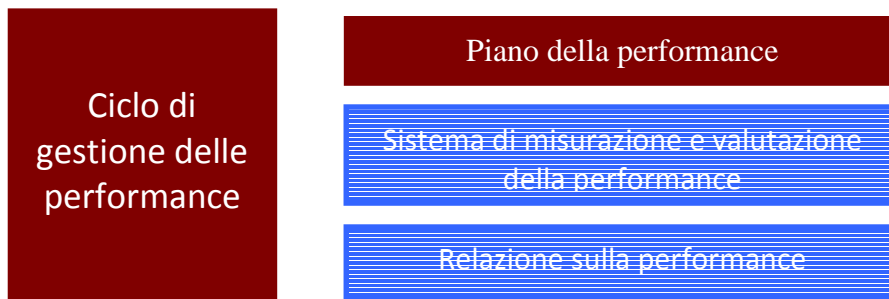 Ciclo di
gestione delle
performance
Piano della performance
Sistema di misurazione e valutazione
della performance
Relazione sulla performance